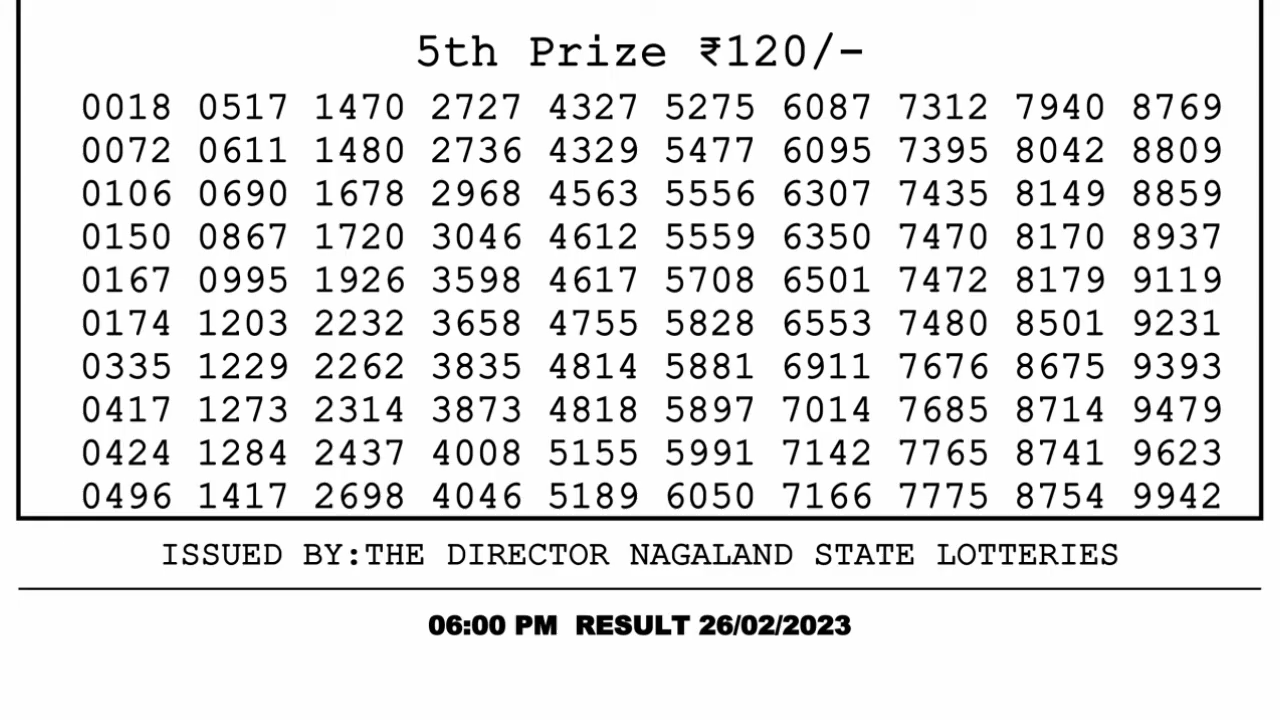 5th Prize ₹120/-
0018 0517 1470 2727 4327 5275 6087 7312 7940 8769
0072 0611 1480 2736 4329 5477 6095 7395 8042 8809
0106 0690 1678 2968 4563 5556 6307 7435 8149 8859
0150 0867 1720 3046 4612 5559 6350 7470 8170 8937
0167 0995 1926 3598 4617 5708 6501 7472 8179 9119
0174 1203 2232 3658 4755 5828 6553 7480 8501 9231
0335 1229 2262 3835 4814 5881 6911 7676 8675 9393
0417 1273 2314 3873 4818 5897 7014 7685 8714 9479
0424 1284 2437 4008 5155 5991 7142 7765 8741 9623
0496 1417 2698 4046 5189 6050 7166 7775 8754 9942
ISSUED BY:THE DIRECTOR NAGALAND STATE LOTTERIES
06:00 PM RESULT 26/02/2023